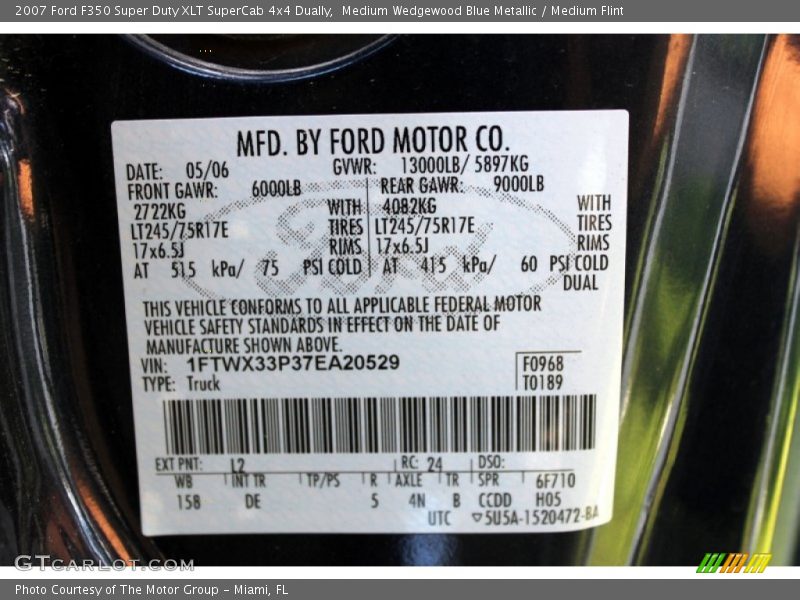 2007 Ford F350 Super Duty XLT SuperCab 4x4 Dually,  Medium Wedgewood Blue Metallic / Medium Flint
MFD. BY FORD MOTOR CO.
DATE: 05/06 GVWR: 13000LB/ 5897KG
FRONT GAWR: 6000LB REAR GAWR: 9000LB
2722KG WITH 4082KG WITH
LT245/75R17E TIRES LT245/75R17E TIRES
17x6.5J RIMS 17x6.5J RIMS
AT 515 kPa/ 75 PSI COLD AT 415 kPa/ 60 PSI COLD
DUAL
Ford
THIS VEHICLE CONFORMS TO ALL APPLICABLE FEDERAL MOTOR
VEHICLE SAFETY STANDARDS IN EFFECT ON THE DATE OF
MANUFACTURE SHOWN ABOVE.
VIN: 1FTWX33P37EA20529 F0968
TYPE: Truck T0189
EXT PNT: L2 RC: 24 DSO:
WB INT TR TP/PS R AXLE TR SPR 6F710
158 DE 5 4N B CCDD H05
UTC ▽5U5A-1520472-BA
GTCarLot.com
Photo Courtesy of The Motor Group - Miami, FL